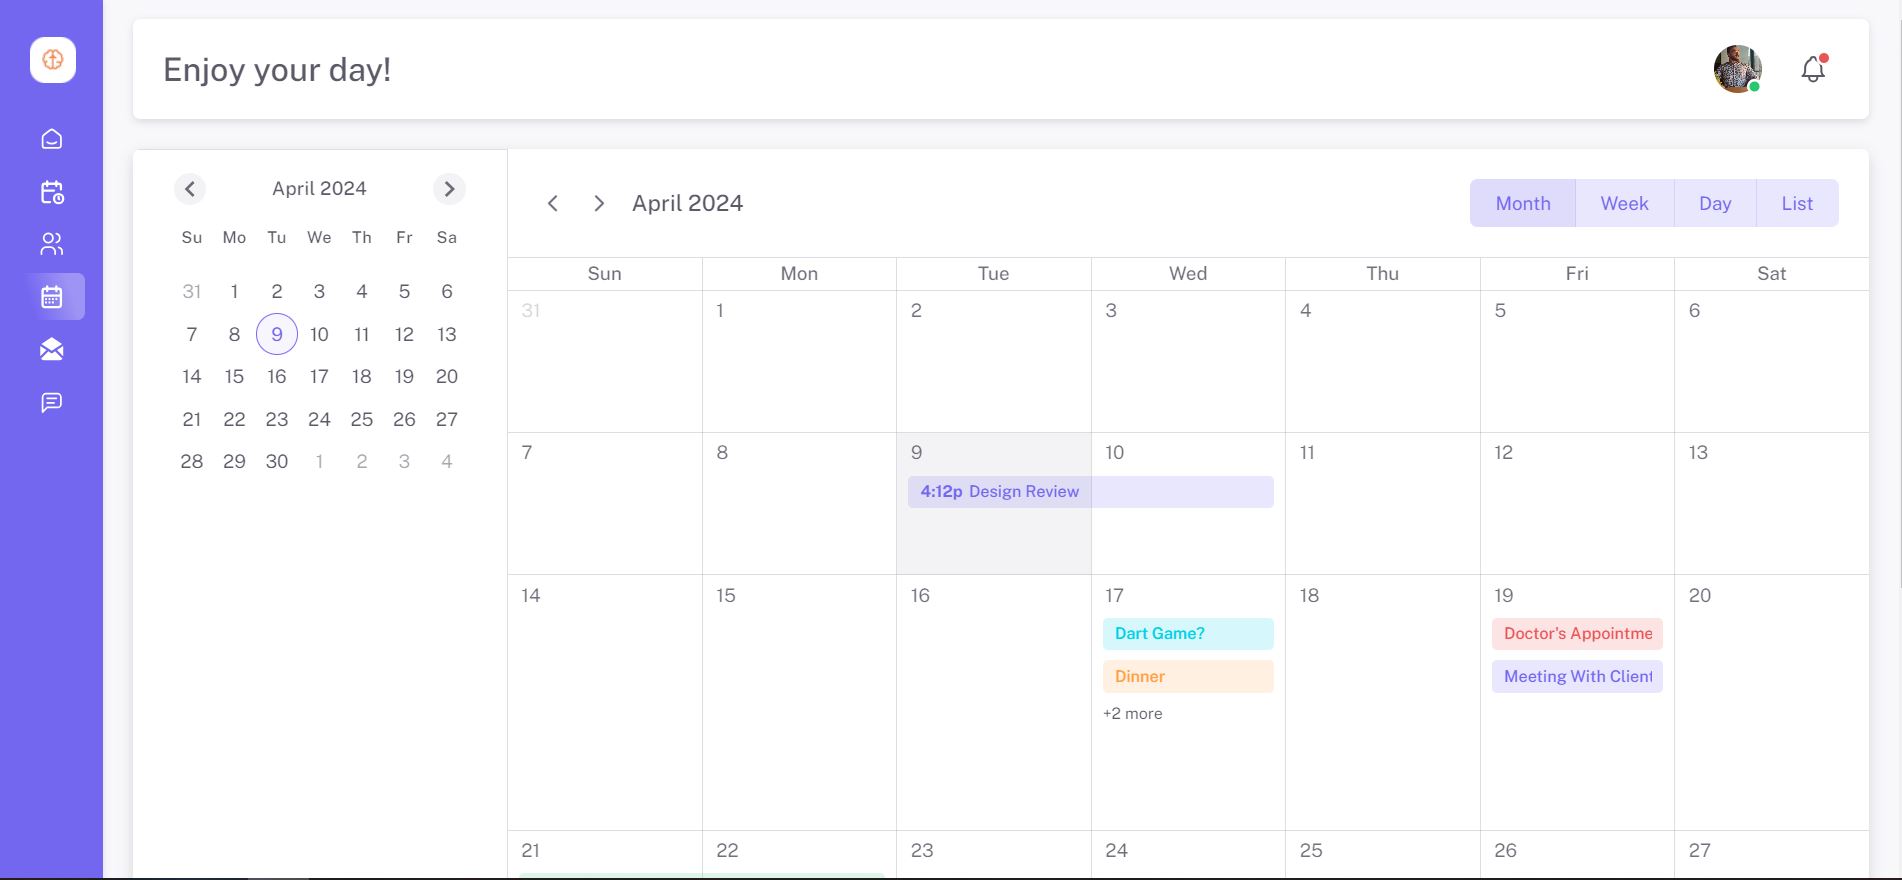 Enjoy your day!
April 2024
Su Mo Tu We Th Fr Sa
31 1 2 3 4 5 6
7 8 9 10 11 12 13
14 15 16 17 18 19 20
21 22 23 24 25 26 27
28 29 30 1 2 3 4
April 2024
Month Week Day List
Sun Mon Tue Wed Thu Fri Sat
31 1 2 3 4 5 6
7 8 9 10 11 12 13
4:12p Design Review
14 15 16 17 18 19 20
Dart Game? Doctor's Appointme
Dinner Meeting With Client
+2 more
21 22 23 24 25 26 27